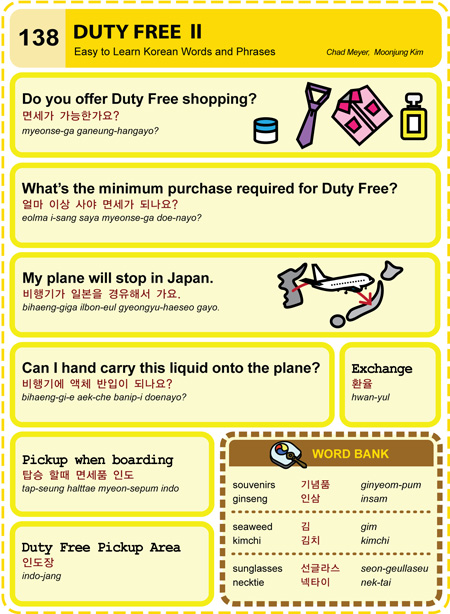 138
DUTY FREE II
Easy to Learn Korean Words and Phrases
Chad Meyer, Moonjung Kim
Do you offer Duty Free shopping?
면세가 가능한가요?
myeonse-ga ganeung-hangayo?
What's the minimum purchase required for Duty Free?
얼마 이상 사야 면세가 되나요?
eolma i-sang saya myeonse-ga doe-nayo?
My plane will stop in Japan.
비행기가 일본을 경유해서 가요.
bihaeng-giga ilbon-eul gyeongyu-haeseo gayo.
Can I hand carry this liquid onto the plane?
비행기에 액체 반입이 되나요?
bihaeng-gi-e aek-che banip-i doenayo?
Exchange
환율
hwan-yul
Pickup when boarding
탑승 할때 면세품 인도
tap-seung halttae myeon-sepum indo
Duty Free Pickup Area
인도장
indo-jang
WORD BANK
souvenirs 기념품 ginyeom-pum
ginseng 인삼 insam
seaweed 김 gim
kimchi 김치 kimchi
sunglasses 선글라스 seon-geullaseu
necktie 넥타이 nek-tai